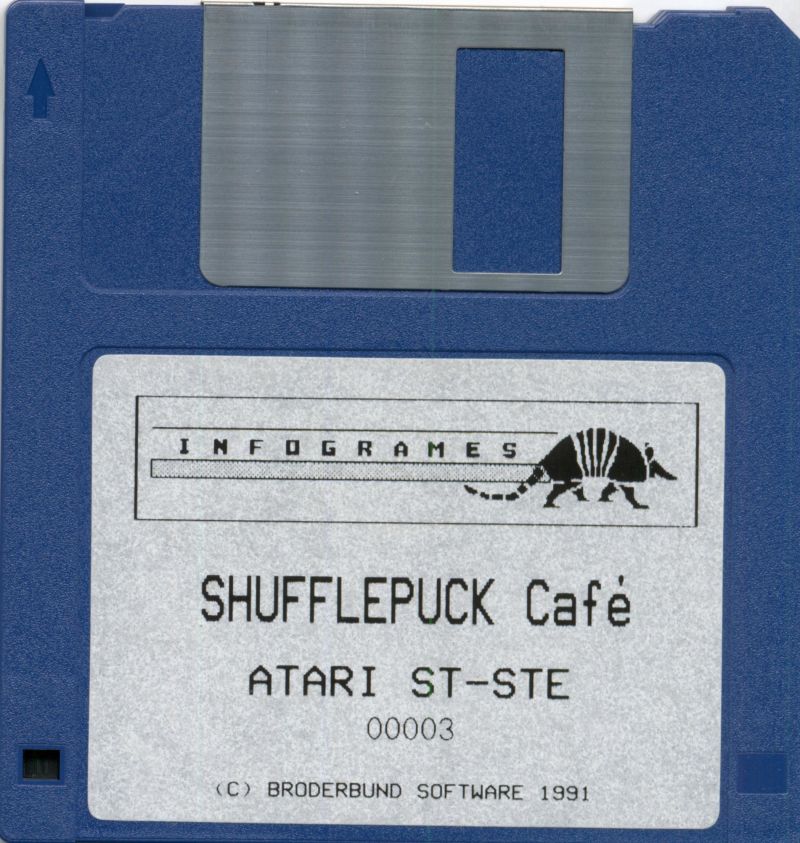 INFOGRAMES
SHUFFLEPUCK Café
ATARI ST-STE
00003
(C) BRODERBUND SOFTWARE 1991